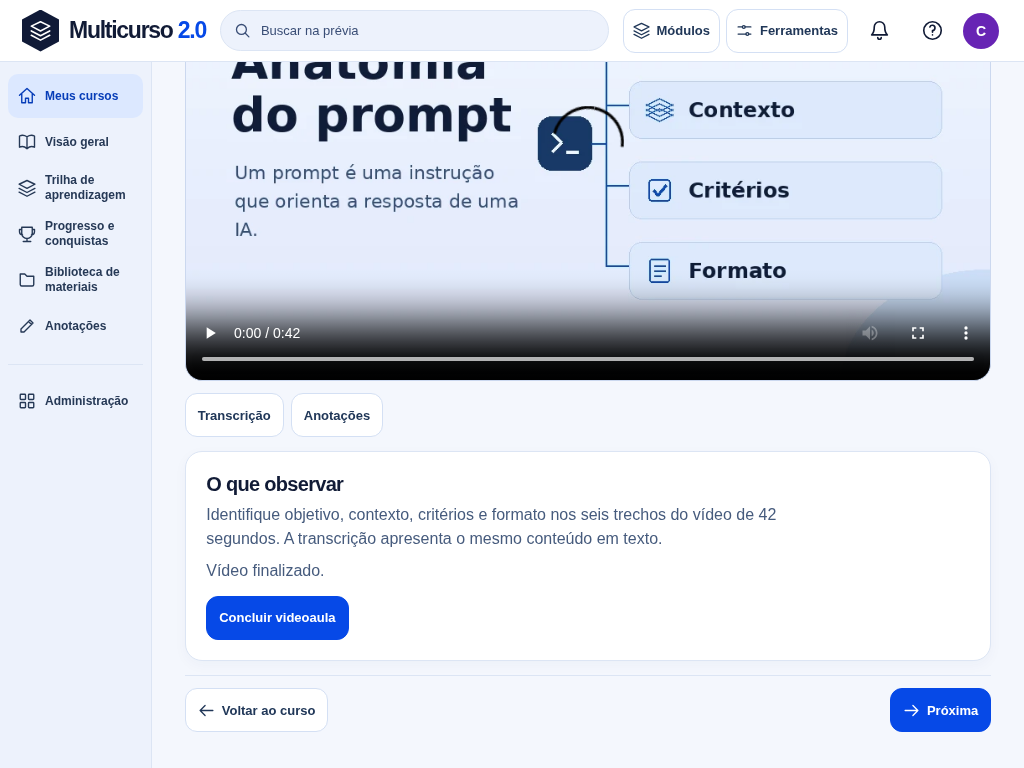 Multicurso 2.0
Buscar na prévia
Módulos
Ferramentas
C
Meus cursos
Visão geral
Trilha de
aprendizagem
Progresso e
conquistas
Biblioteca de
materiais
Anotações
Administração
Anatomia
do prompt
Um prompt é uma instrução
que orienta a resposta de uma
IA.
Contexto
Critérios
Formato
0:00 / 0:42
Transcrição
Anotações
O que observar
Identifique objetivo, contexto, critérios e formato nos seis trechos do vídeo de 42
segundos. A transcrição apresenta o mesmo conteúdo em texto.
Vídeo finalizado.
Concluir videoaula
Voltar ao curso
Próxima